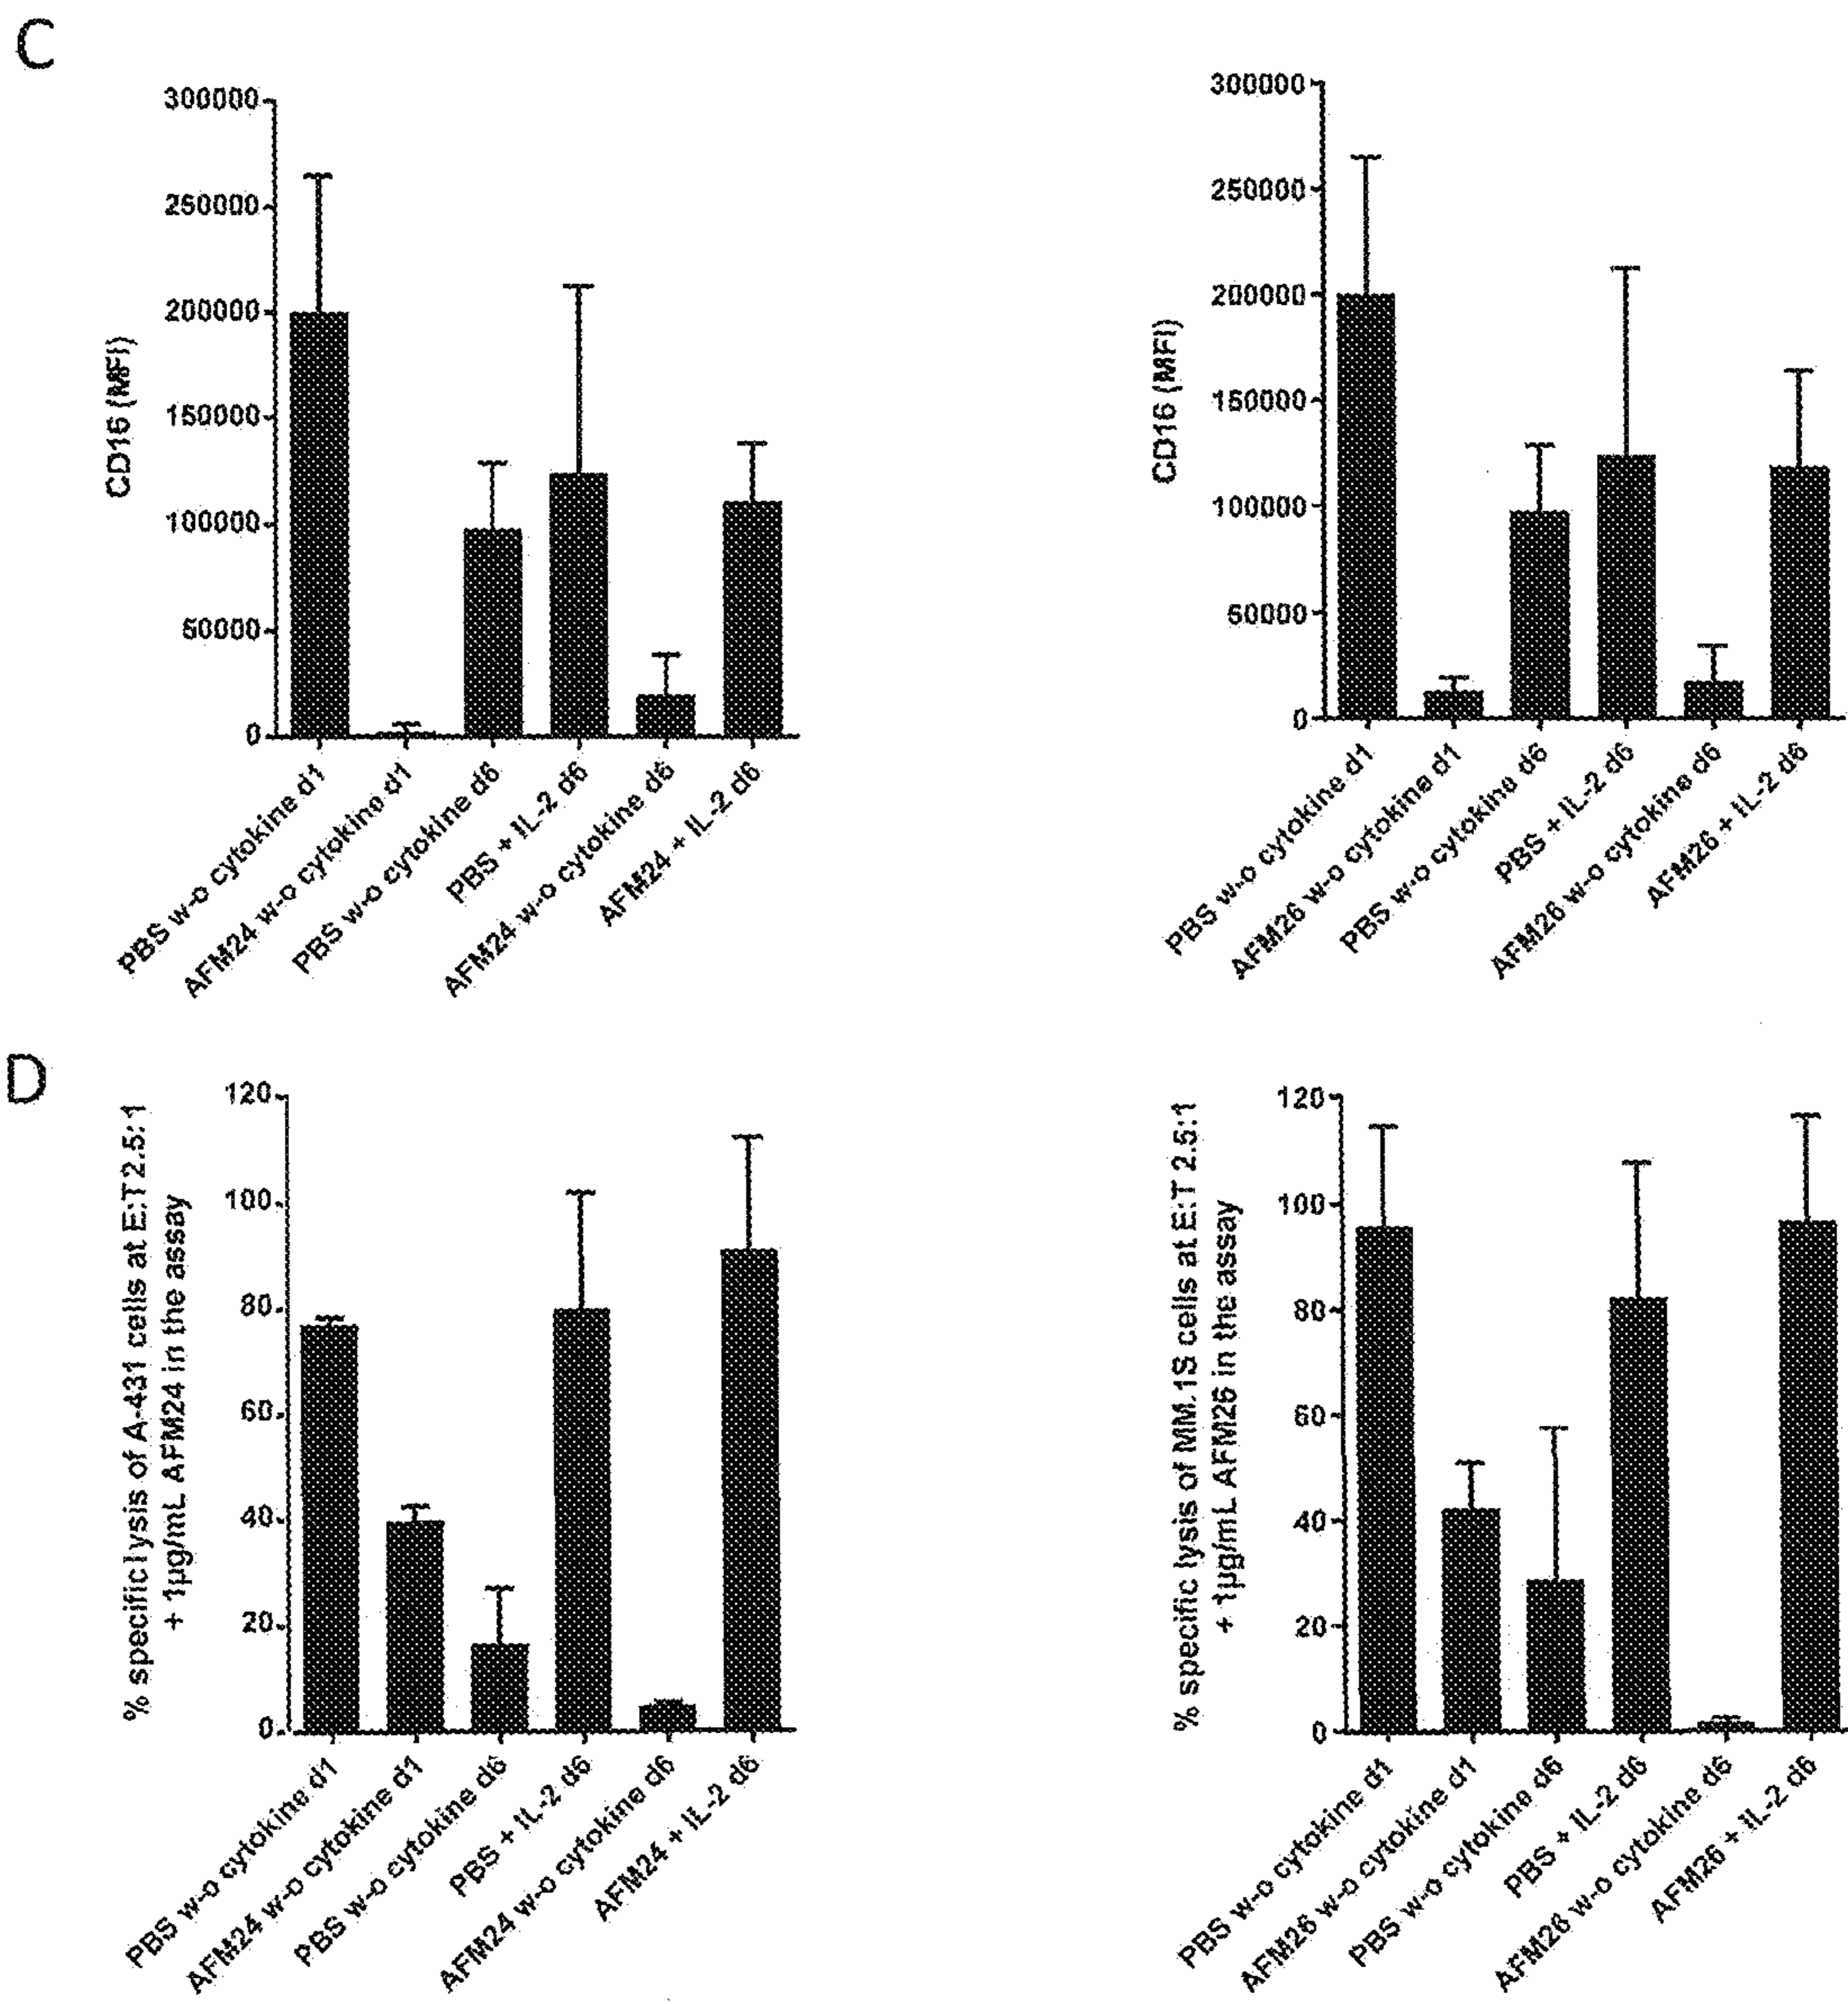 C
CD16 (MFI)
300000
250000
200000
150000
100000
50000
0
PBS w-o cytokine d1
AFM24 w-o cytokine d1
PBS w-o cytokine d6
PBS + IL-2 d6
AFM24 w-o cytokine d6
AFM24 + IL-2 d6
CD16 (MFI)
300000
250000
200000
150000
100000
50000
0
PBS w-o cytokine d1
AFM26 w-o cytokine d1
PBS w-o cytokine d6
PBS + IL-2 d6
AFM26 w-o cytokine d6
AFM26 + IL-2 d6
D
% specific lysis of A-431 cells at E:T2.5:1
+ 1µg/mL AFM24 in the assay
120
100
80
60
40
20
0
PBS w-o cytokine d1
AFM24 w-o cytokine d1
PBS w-o cytokine d6
PBS + IL-2 d6
AFM24 w-o cytokine d6
AFM24 + IL-2 d6
% specific lysis of MM.1S cells at E:T 2.5:1
+ 1µg/mL AFM26 in the assay
120
100
80
60
40
20
0
PBS w-o cytokine d1
AFM26 w-o cytokine d1
PBS w-o cytokine d6
PBS + IL-2 d6
AFM26 w-o cytokine d6
AFM26 + IL-2 d6